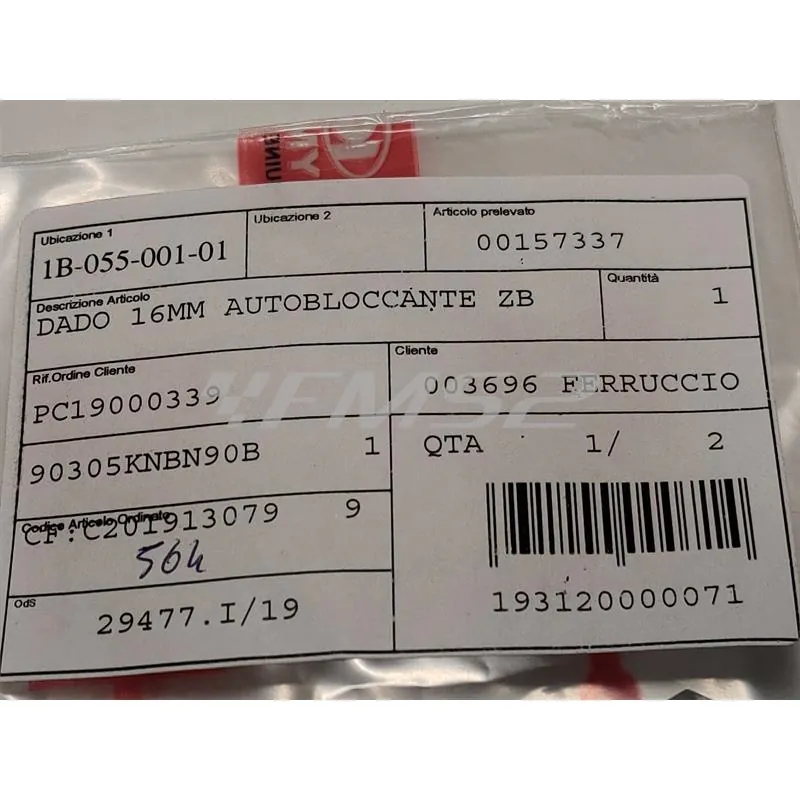 Ubicazione 1
1B-055-001-01
Ubicazione 2
Articolo prelevato
00157337
Descrizione Articolo
DADO 16MM AUTOBLOCCANTE ZB
Quantità
1
Rif.Ordine Cliente
PC19000339
Cliente
003696 FERRUCCIO
90305KNBN90B 1
QTA 1/ 2
Codice Articolo Ordinato
CF:C201913079 9
OdS
29477.I/19
193120000071
YEMS2